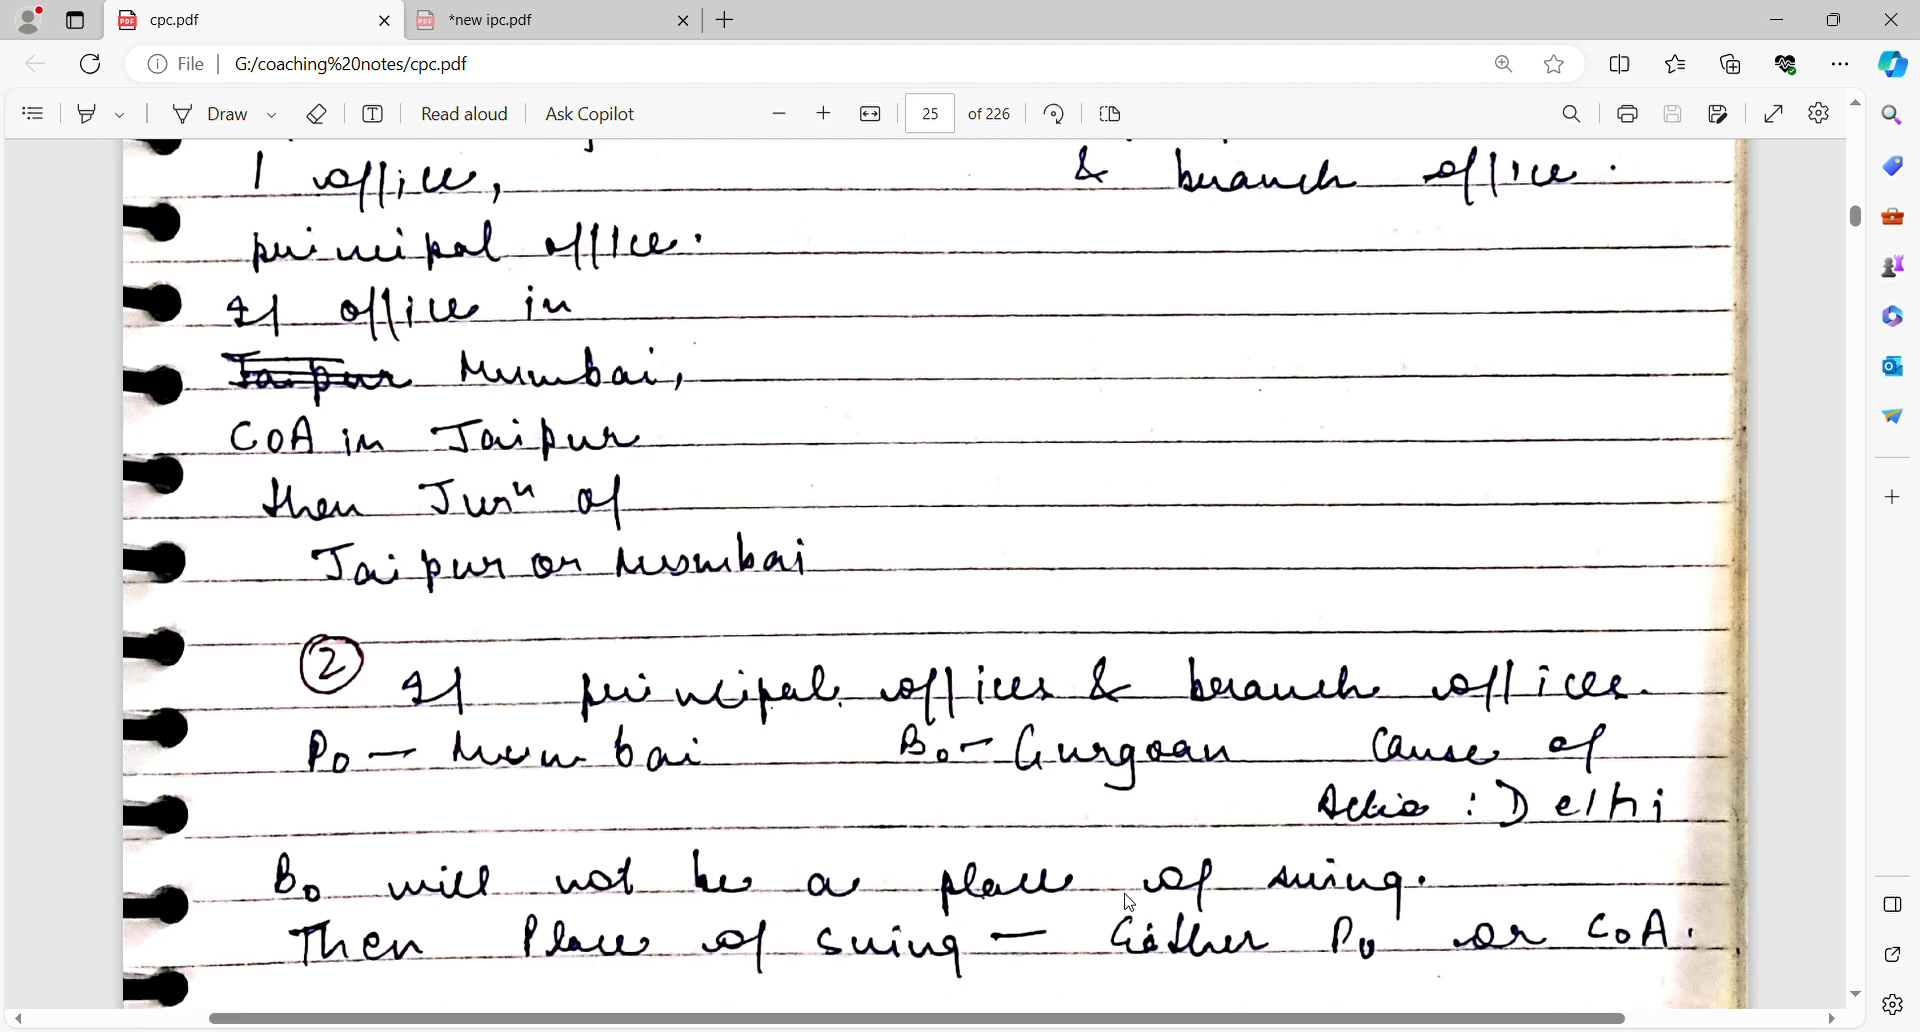 cpc.pdf
*new ipc.pdf
File G:/coaching%20notes/cpc.pdf
Draw Read aloud Ask Copilot 25 of 226
1 office, & branch office.
principal office.
If office in
Jaipur Mumbai,
COA in Jaipur
then Jurⁿ of
Jaipur or Mumbai
② If principal offices & branch offices.
Po — Mumbai Bo — Gurgoan Cause of
Actio : Delhi
Bo will not be a place of suing.
Then Place of suing — Either Po or CoA.